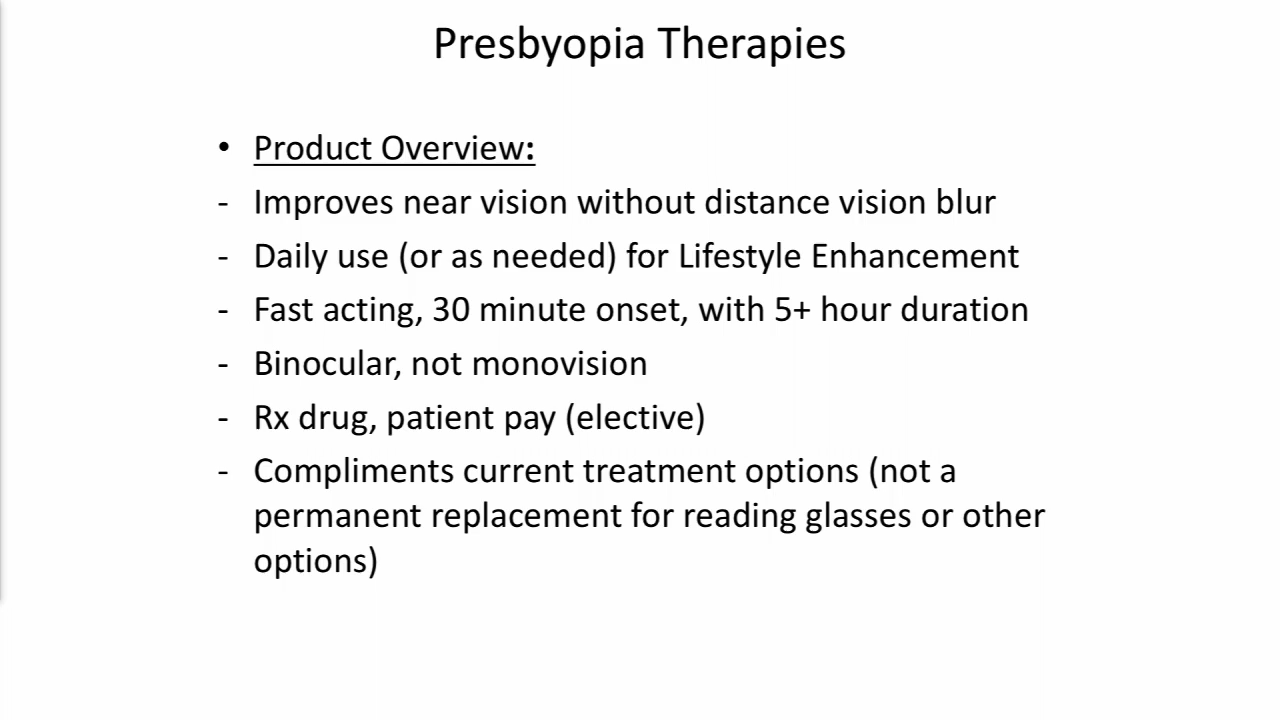 Presbyopia Therapies
• Product Overview:
- Improves near vision without distance vision blur
- Daily use (or as needed) for Lifestyle Enhancement
- Fast acting, 30 minute onset, with 5+ hour duration
- Binocular, not monovision
- Rx drug, patient pay (elective)
- Compliments current treatment options (not a
permanent replacement for reading glasses or other
options)